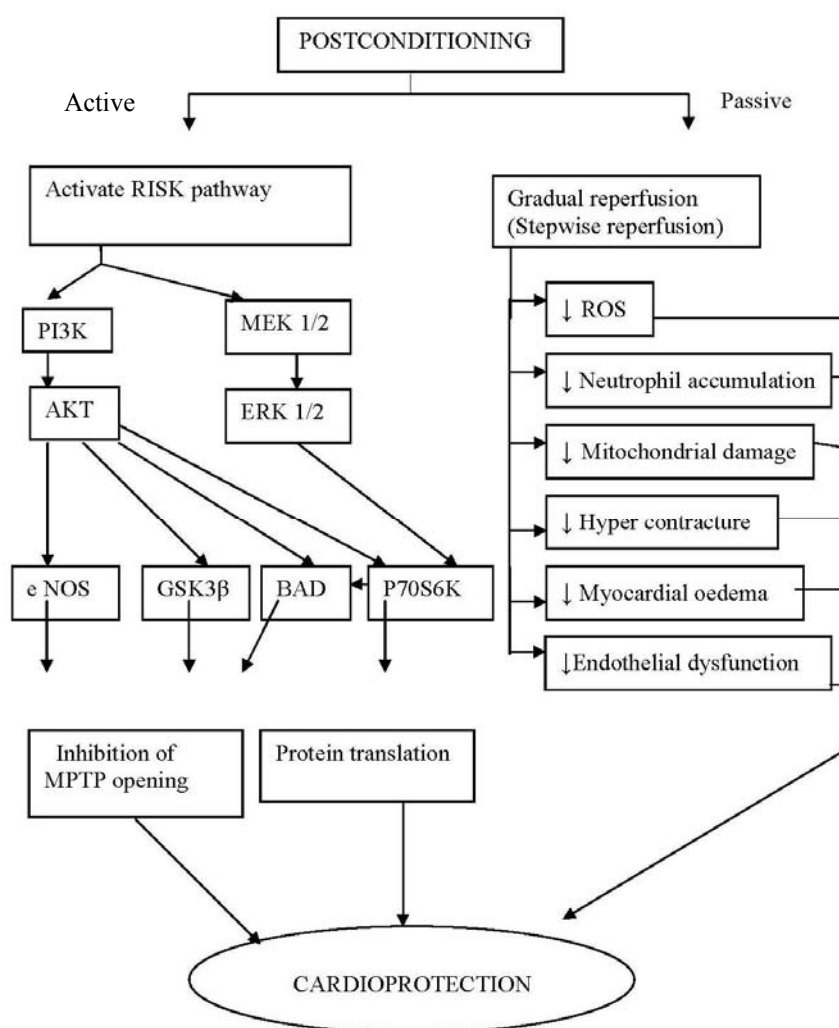 POSTCONDITIONING
Active
Passive
Activate RISK pathway
Gradual reperfusion
(Stepwise reperfusion)
PI3K
MEK 1/2
↓ ROS
AKT
ERK 1/2
↓ Neutrophil accumulation
↓ Mitochondrial damage
↓ Hyper contracture
e NOS
GSK3β
BAD
P70S6K
↓ Myocardial oedema
↓Endothelial dysfunction
Inhibition of
MPTP opening
Protein translation
CARDIOPROTECTION